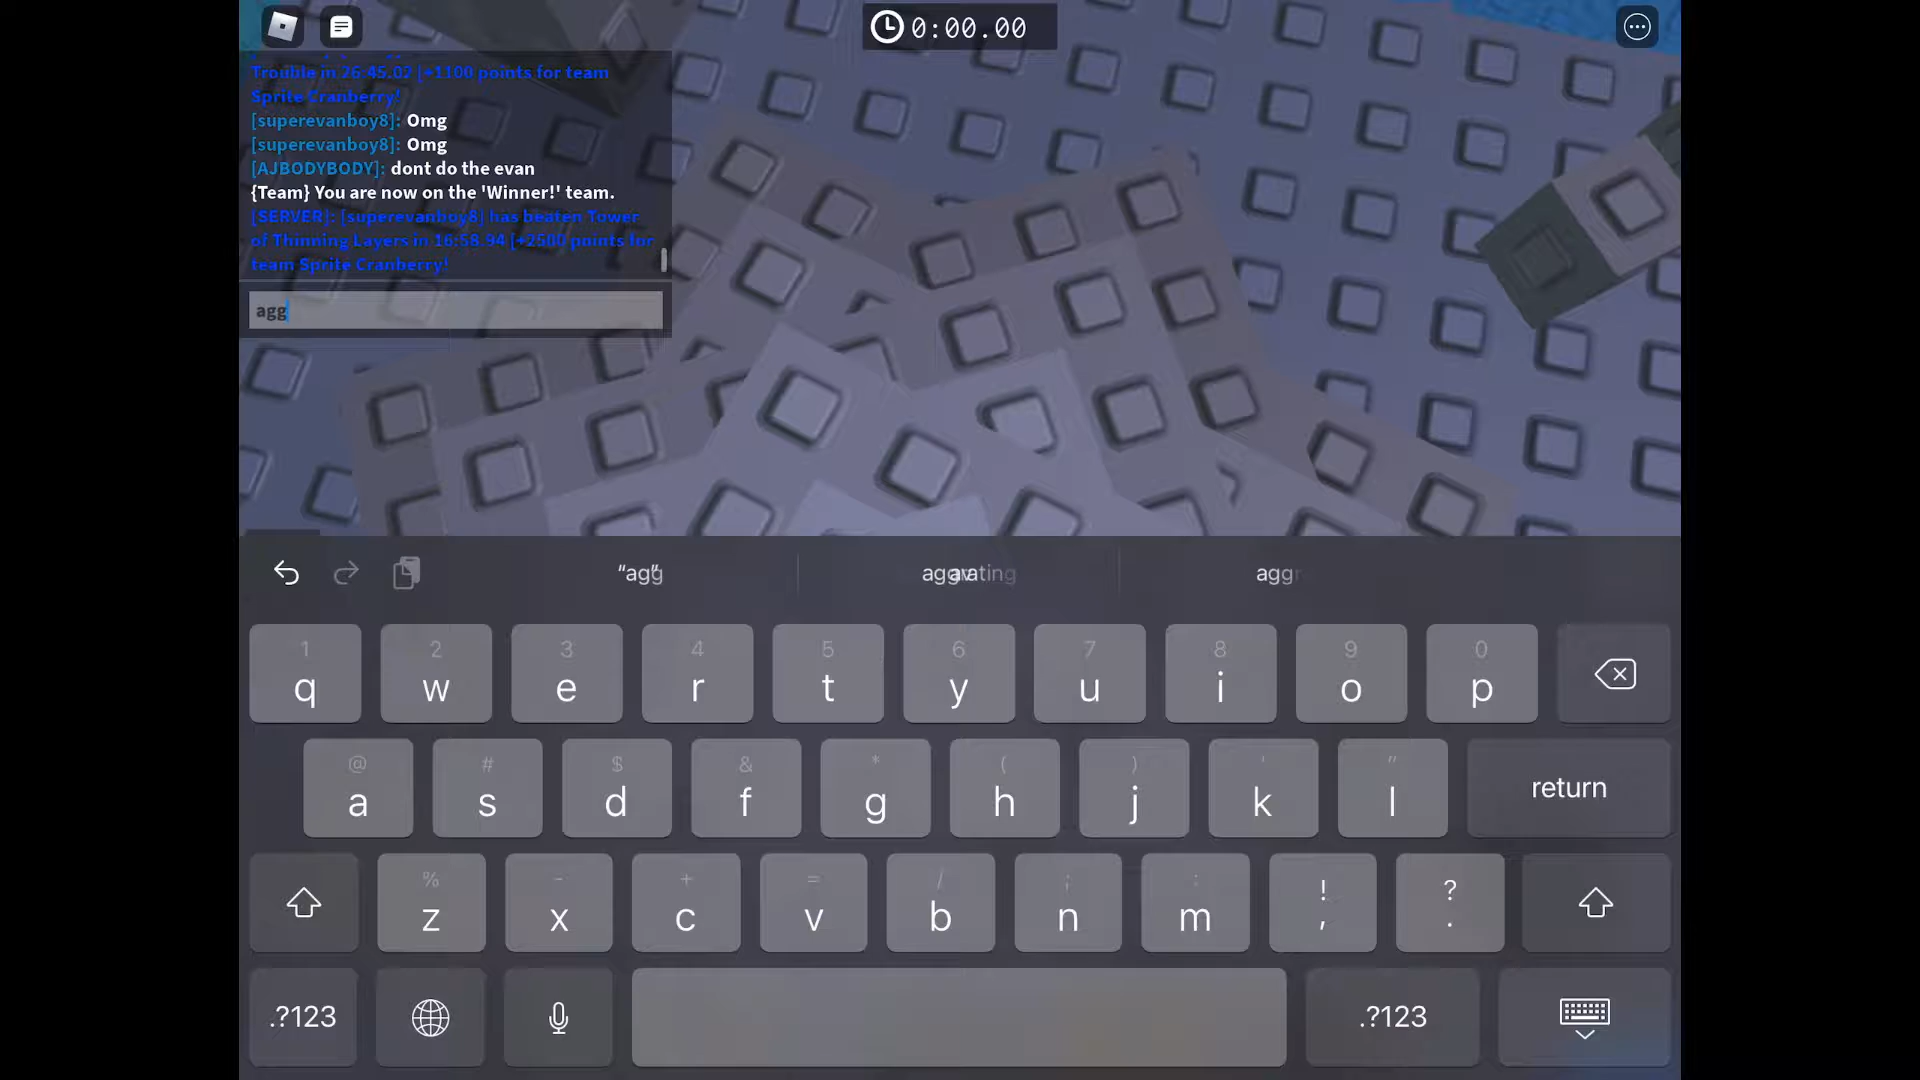 0:00.00
Trouble in 26:45.02 [+1100 points for team
Sprite Cranberry!
[superevanboy8]: Omg
[superevanboy8]: Omg
[AJBODYBODY]: dont do the evan
{Team} You are now on the 'Winner!' team.
[SERVER]: [superevanboy8] has beaten Tower
of Thinning Layers in 16:58.94 [+2500 points for
team Sprite Cranberry!
agg
“agg” aggr
1 2 3 4 5 6 7 8 9 0
q w e r t y u i o p
@ # $ & * ( ) ' "
a s d f g h j k l return
% - + = / ; : ! ?
z x c v b n m , .
.?123 .?123